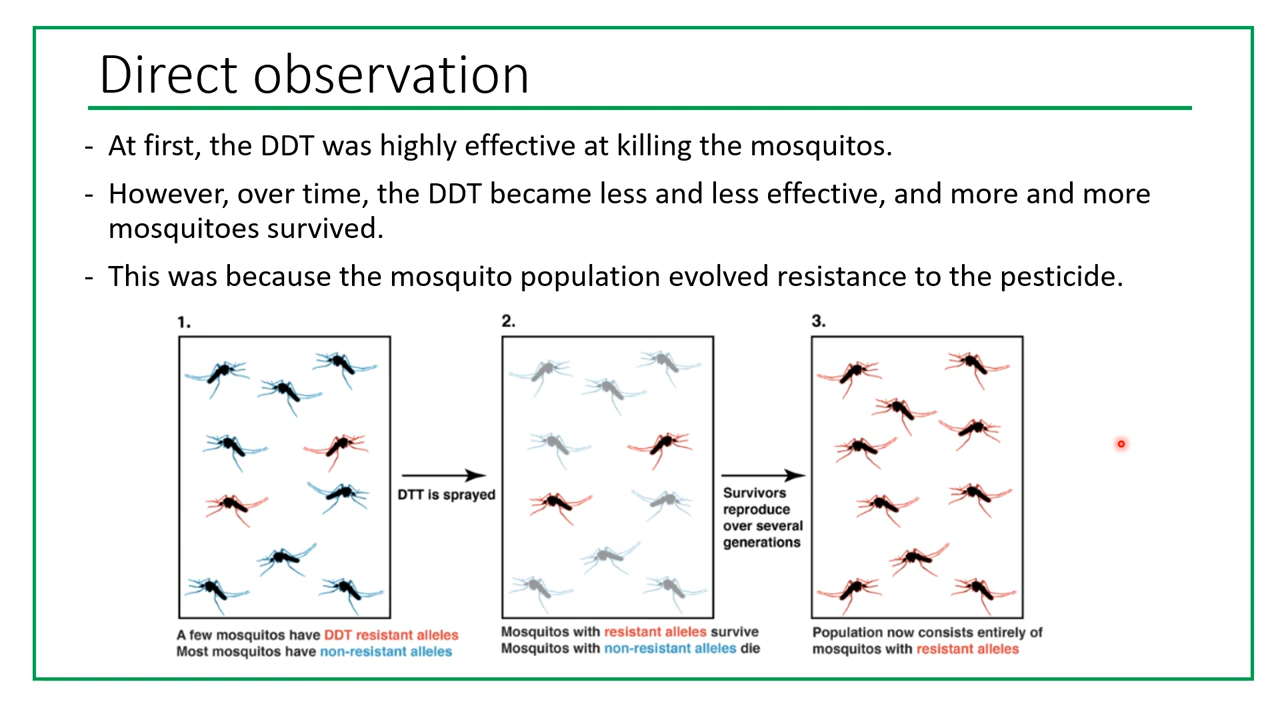 Direct observation
- At first, the DDT was highly effective at killing the mosquitos.
- However, over time, the DDT became less and less effective, and more and more
mosquitoes survived.
- This was because the mosquito population evolved resistance to the pesticide.
1.
2.
3.
DTT is sprayed
Survivors
reproduce
over several
generations
A few mosquitos have DDT resistant alleles
Most mosquitos have non-resistant alleles
Mosquitos with resistant alleles survive
Mosquitos with non-resistant alleles die
Population now consists entirely of
mosquitos with resistant alleles